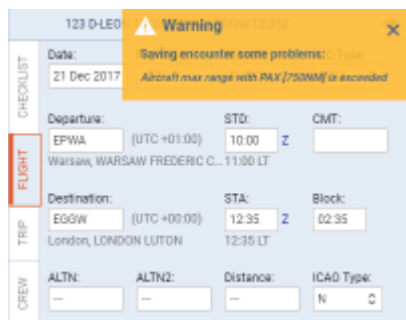 123 D-LEO
Warning
Saving encounter some problems:
Aircraft max range with PAX [750NM] is exceeded
CHECKLIST
FLIGHT
TRIP
CREW
Date:
21 Dec 2017
Departure: STD: CMT:
EPWA (UTC +01:00) 10:00 Z
Warsaw, WARSAW FREDERIC C... 11:00 LT
Destination: STA: Block:
EGGW (UTC +00:00) 12:35 Z 02:35
London, LONDON LUTON 12:35 LT
ALTN: ALTN2: Distance: ICAO Type:
--- --- --- N